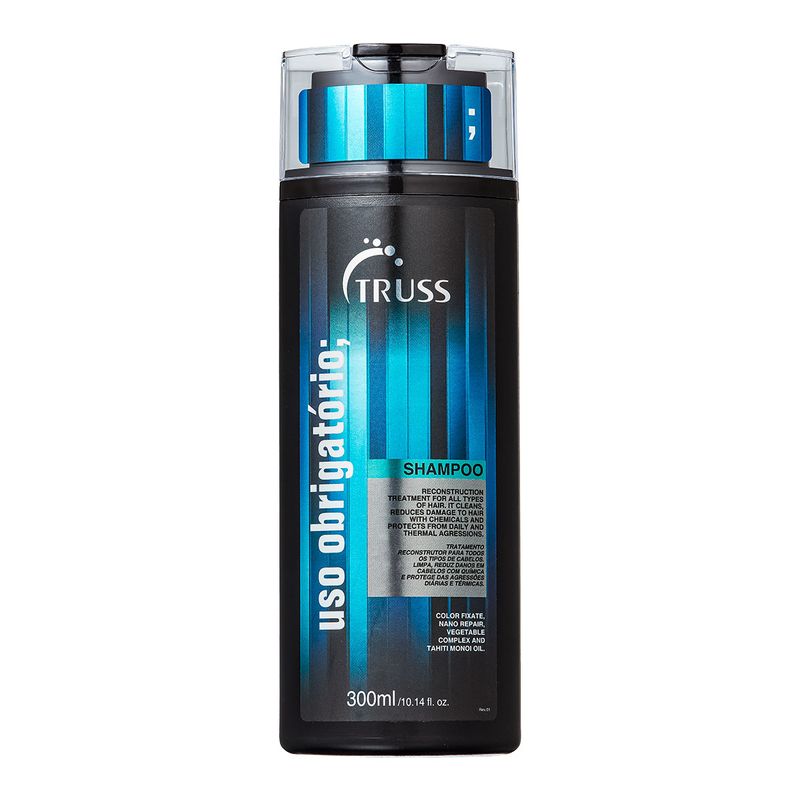 ;
TRUSS
uso obrigatório;
SHAMPOO
RECONSTRUCTION
TREATMENT FOR ALL TYPES
OF HAIR. IT CLEANS,
REDUCES DAMAGE TO HAIR
WITH CHEMICALS AND
PROTECTS FROM DAILY AND
THERMAL AGRESSIONS.
TRATAMENTO
RECONSTRUTOR PARA TODOS
OS TIPOS DE CABELOS.
LIMPA, REDUZ DANOS EM
CABELOS COM QUÍMICA
E PROTEGE DAS AGRESSÕES
DIÁRIAS E TÉRMICAS.
COLOR FIXATE,
NANO REPAIR,
VEGETABLE
COMPLEX AND
TAHITI MONOI OIL.
300ml/10.14 fl. oz.